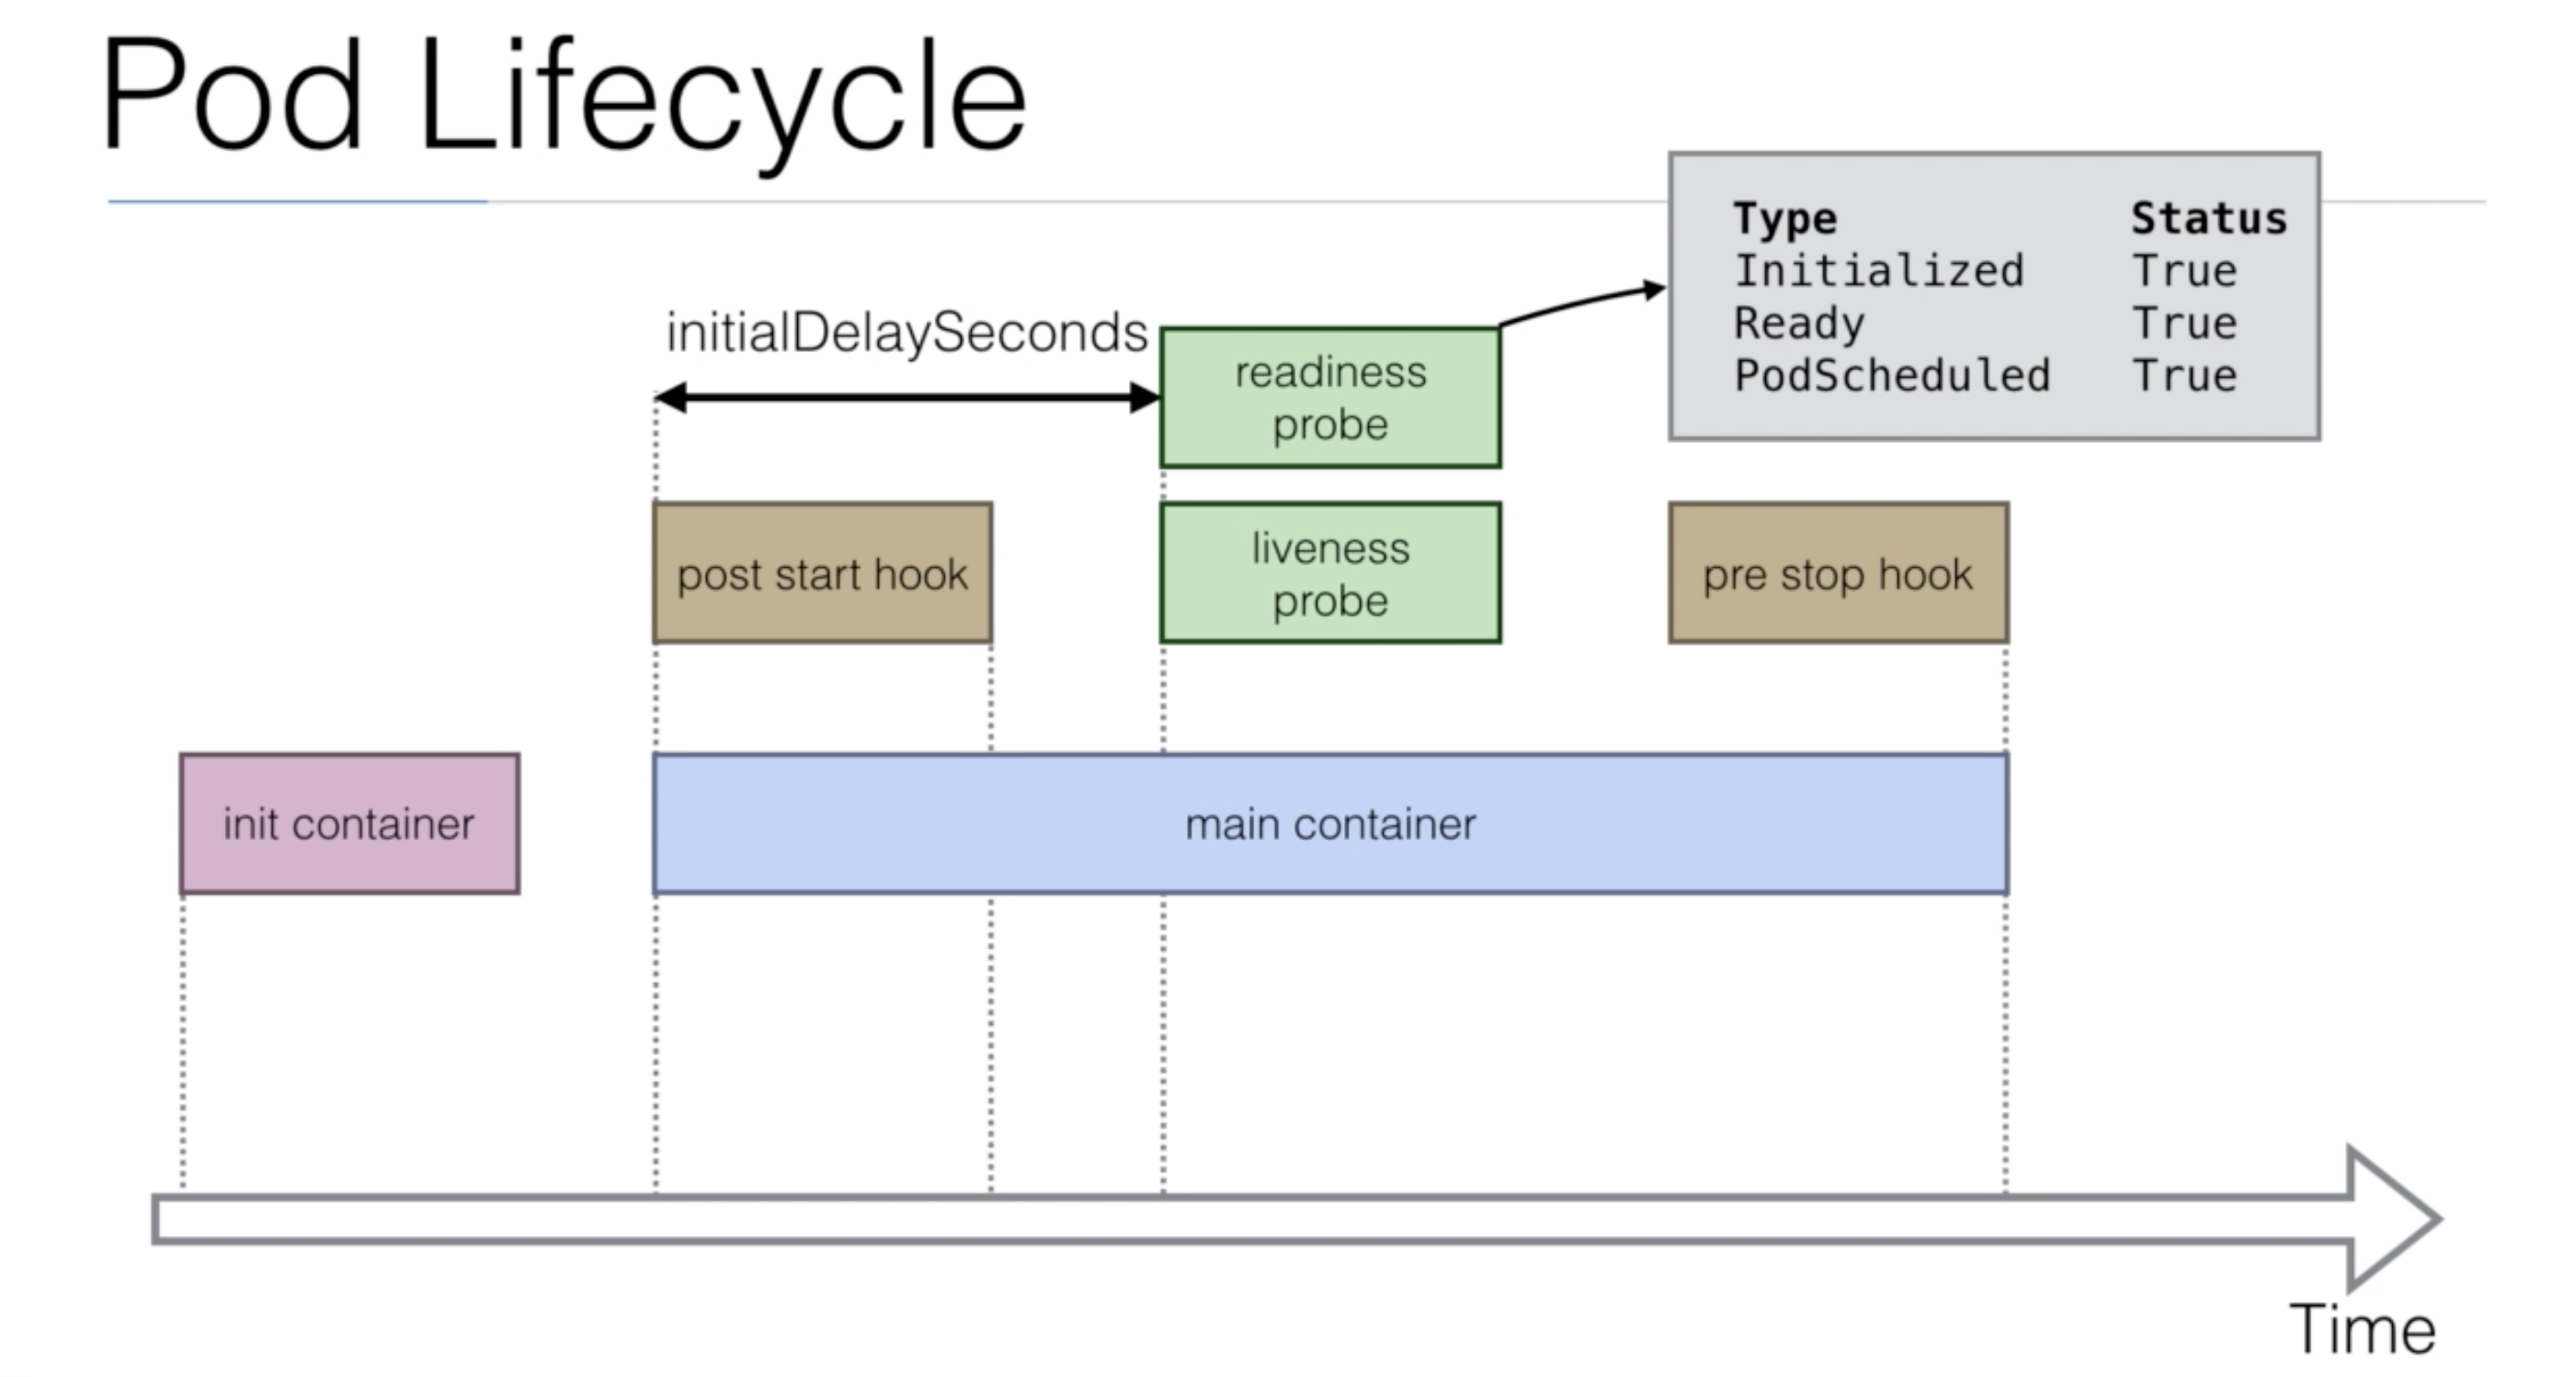 Pod Lifecycle
Type Status
Initialized True
Ready True
PodScheduled True
initialDelaySeconds
readiness
probe
post start hook
liveness
probe
pre stop hook
init container
main container
Time